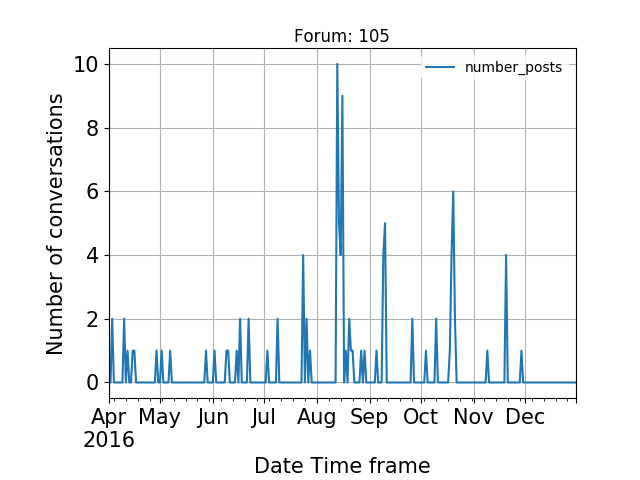 Forum: 105
number_posts
10
8
6
4
2
0
Number of conversations
Apr May Jun Jul Aug Sep Oct Nov Dec
2016
Date Time frame